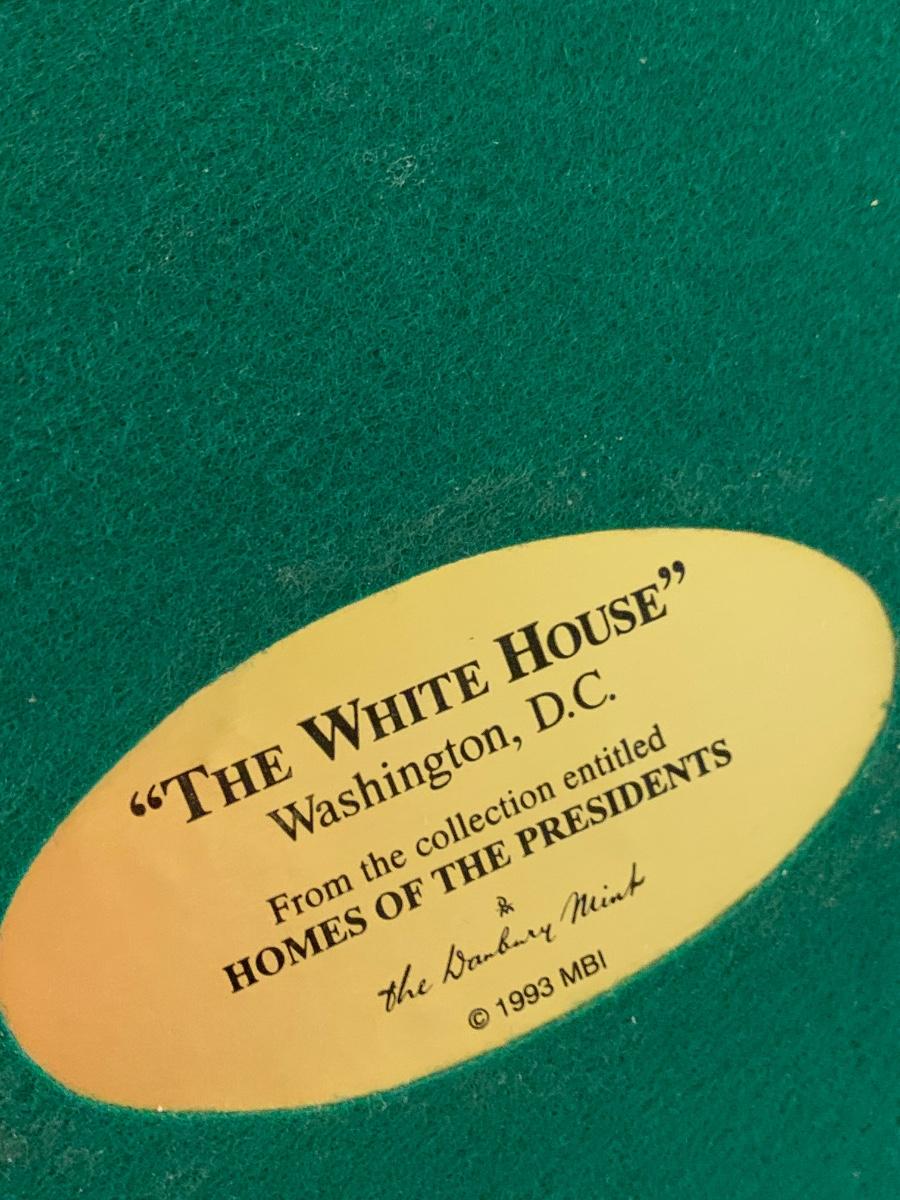 “THE WHITE HOUSE”
Washington, D.C.
From the collection entitled
HOMES OF THE PRESIDENTS
the Danbury Mint
© 1993 MBI